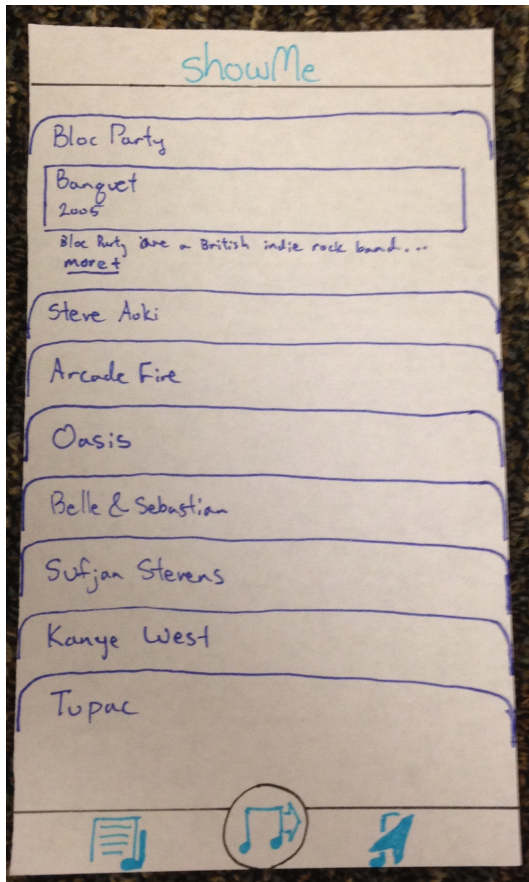 showMe
Bloc Party
Banquet
2005
Bloc Party are a British indie rock band...
more+
Steve Aoki
Arcade Fire
Oasis
Belle & Sebastian
Sufjan Stevens
Kanye West
Tupac